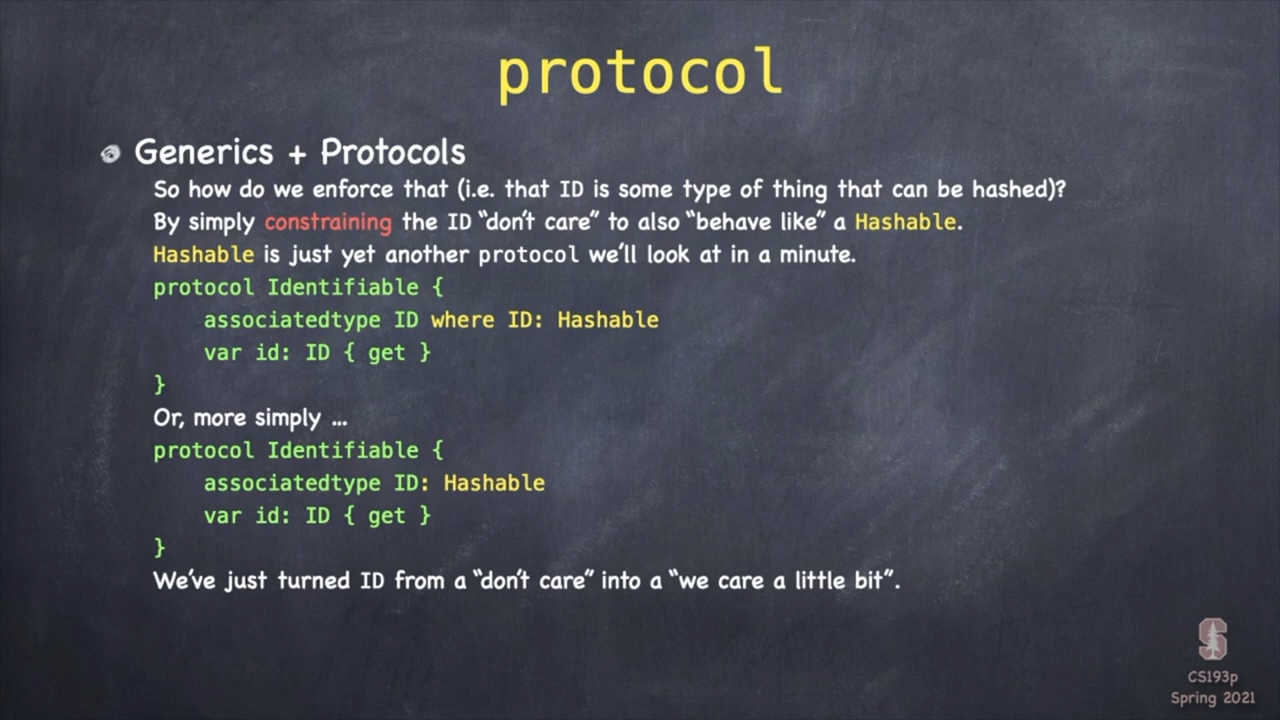 protocol
Generics + Protocols
So how do we enforce that (i.e. that ID is some type of thing that can be hashed)?
By simply constraining the ID “don’t care” to also “behave like” a Hashable.
Hashable is just yet another protocol we’ll look at in a minute.
protocol Identifiable {
    associatedtype ID where ID: Hashable
    var id: ID { get }
}
Or, more simply …
protocol Identifiable {
    associatedtype ID: Hashable
    var id: ID { get }
}
We’ve just turned ID from a “don’t care” into a “we care a little bit”.
S
CS193p
Spring 2021